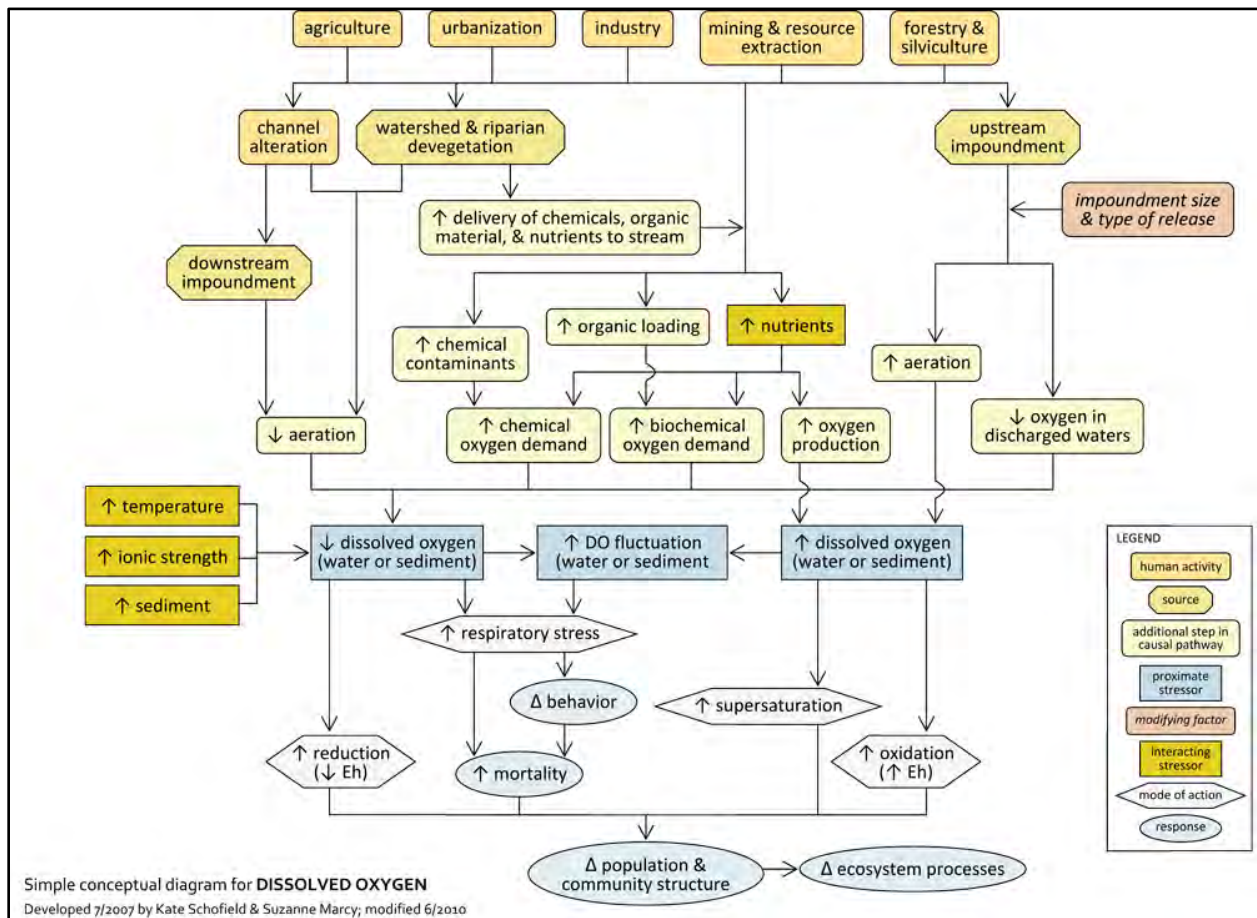 agriculture
urbanization
industry
mining & resource
extraction
forestry &
silviculture
channel
alteration
watershed & riparian
devegetation
upstream
impoundment
↑ delivery of chemicals, organic
material, & nutrients to stream
impoundment size
& type of release
downstream
impoundment
↑ chemical
contaminants
↑ organic loading
↑ nutrients
↑ aeration
↓ aeration
↑ chemical
oxygen demand
↑ biochemical
oxygen demand
↑ oxygen
production
↓ oxygen in
discharged waters
↑ temperature
↑ ionic strength
↑ sediment
↓ dissolved oxygen
(water or sediment)
↑ DO fluctuation
(water or sediment
↑ dissolved oxygen
(water or sediment)
↑ respiratory stress
Δ behavior
↑ supersaturation
↑ reduction
(↓ Eh)
↑ mortality
↑ oxidation
(↑ Eh)
Δ population &
community structure
Δ ecosystem processes
LEGEND
human activity
source
additional step in
causal pathway
proximate
stressor
modifying factor
Interacting
stressor
mode of action
response
Simple conceptual diagram for DISSOLVED OXYGEN
Developed 7/2007 by Kate Schofield & Suzanne Marcy; modified 6/2010